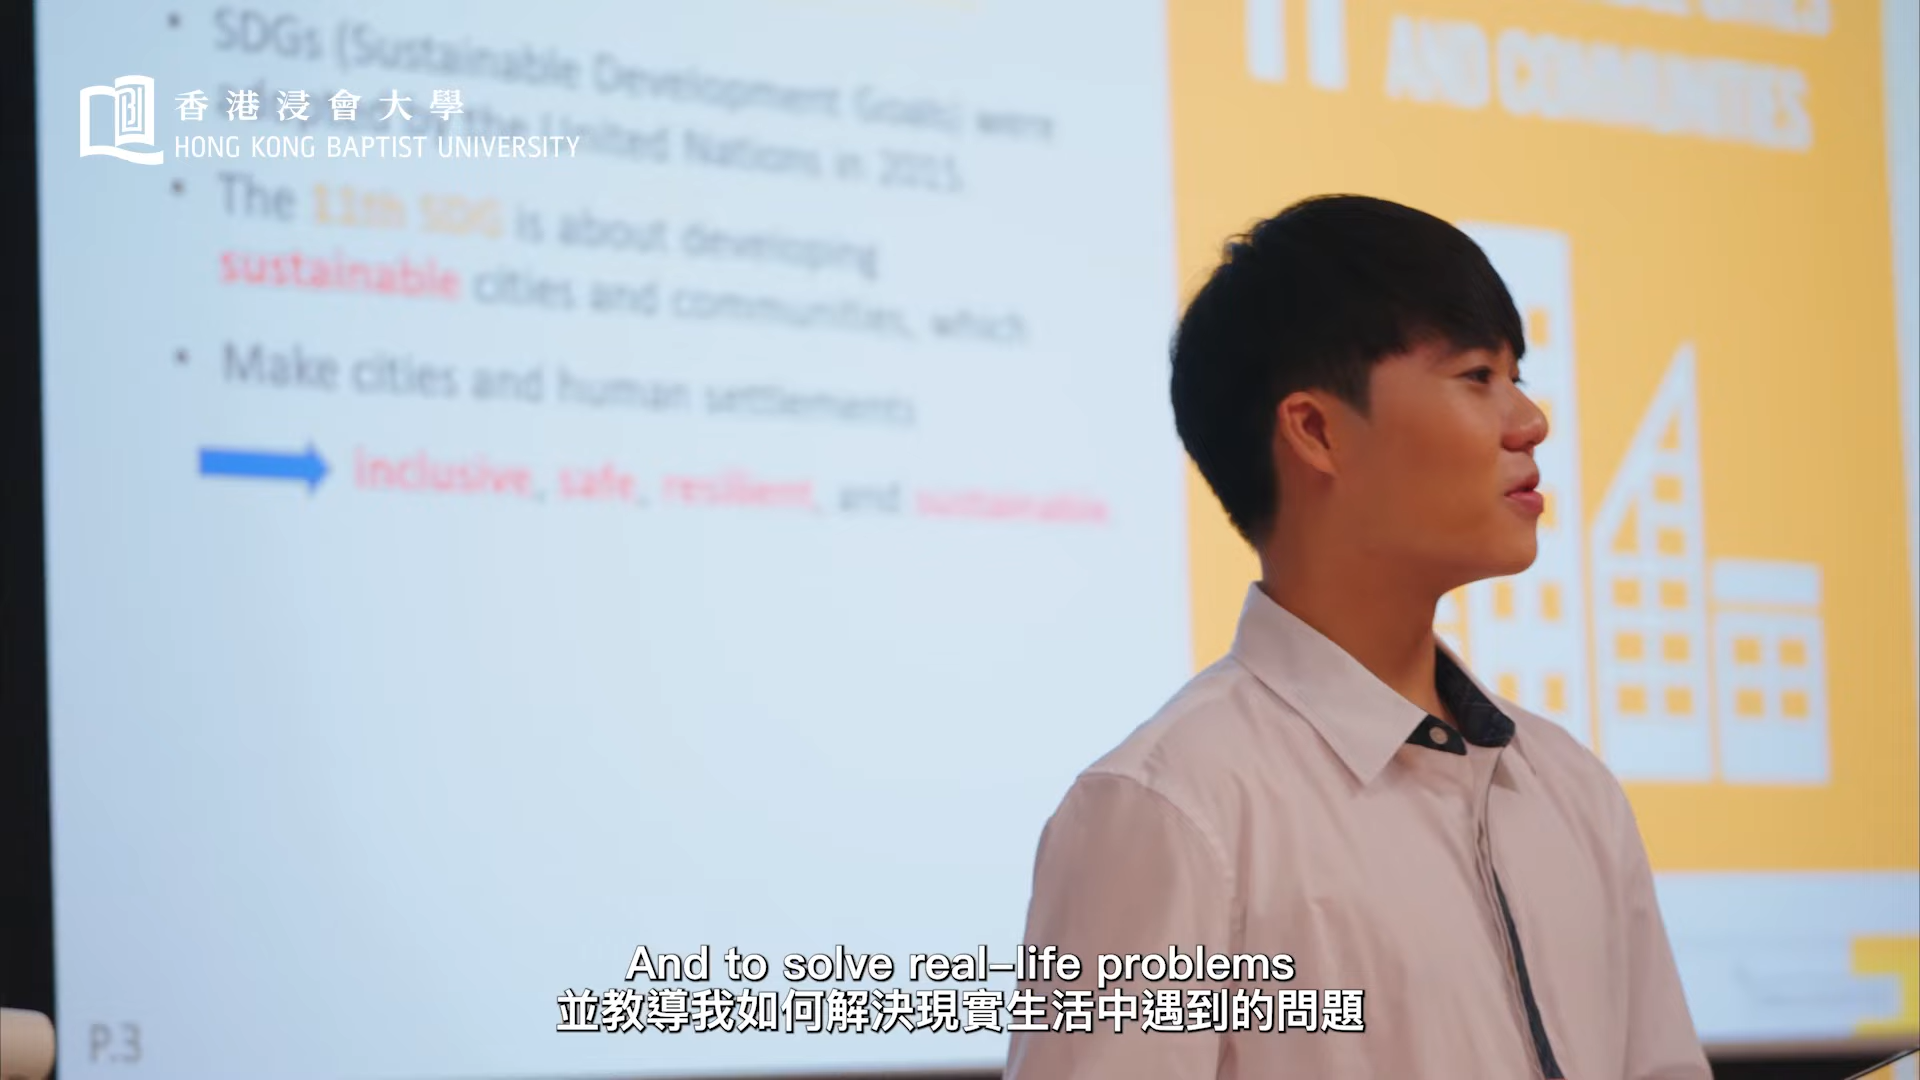 SDGs (Sustainable Development Goals) were
香港浸會大學
HONG KONG BAPTIST UNIVERSITY
the United Nations in 2015.
The 11th SDG is about developing
sustainable cities and communities, which
Make cities and human settlements
inclusive, safe, resilient, and sustainable
AND COMMUNITIES
P.3
And to solve real-life problems
並教導我如何解決現實生活中遇到的問題